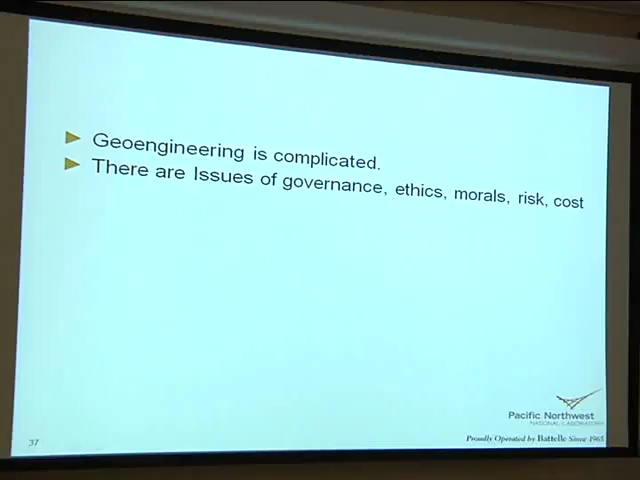 Geoengineering is complicated.
There are Issues of governance, ethics, morals, risk, cost
Pacific Northwest
NATIONAL LABORATORY
Proudly Operated by Battelle Since 1965
37